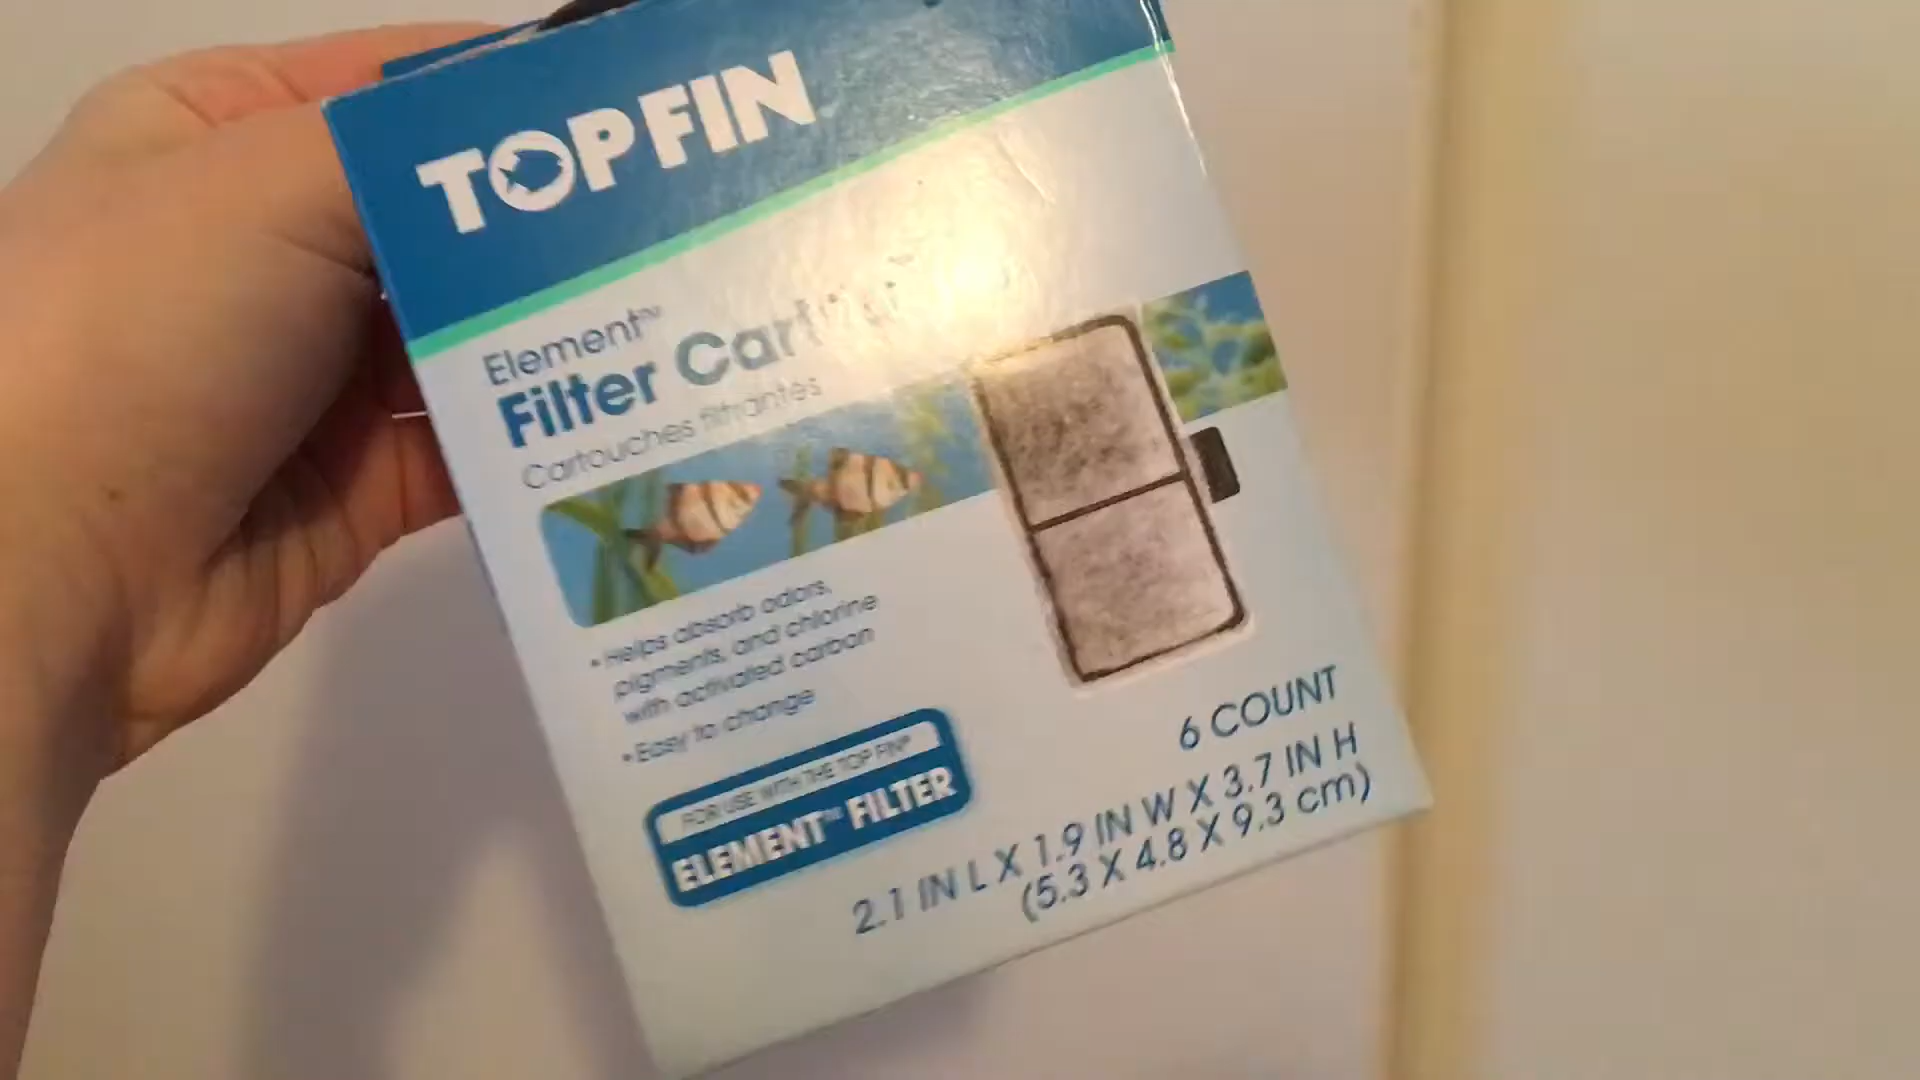 TOPFIN
Element™
Filter Cart
Cartouches filtrantes
• Helps absorb odors,
pigments, and chlorine
with activated carbon
• Easy to change
FOR USE WITH THE TOP FIN®
ELEMENT™ FILTER
6 COUNT
2.1 IN L X 1.9 IN W X 3.7 IN H
(5.3 X 4.8 X 9.3 cm)